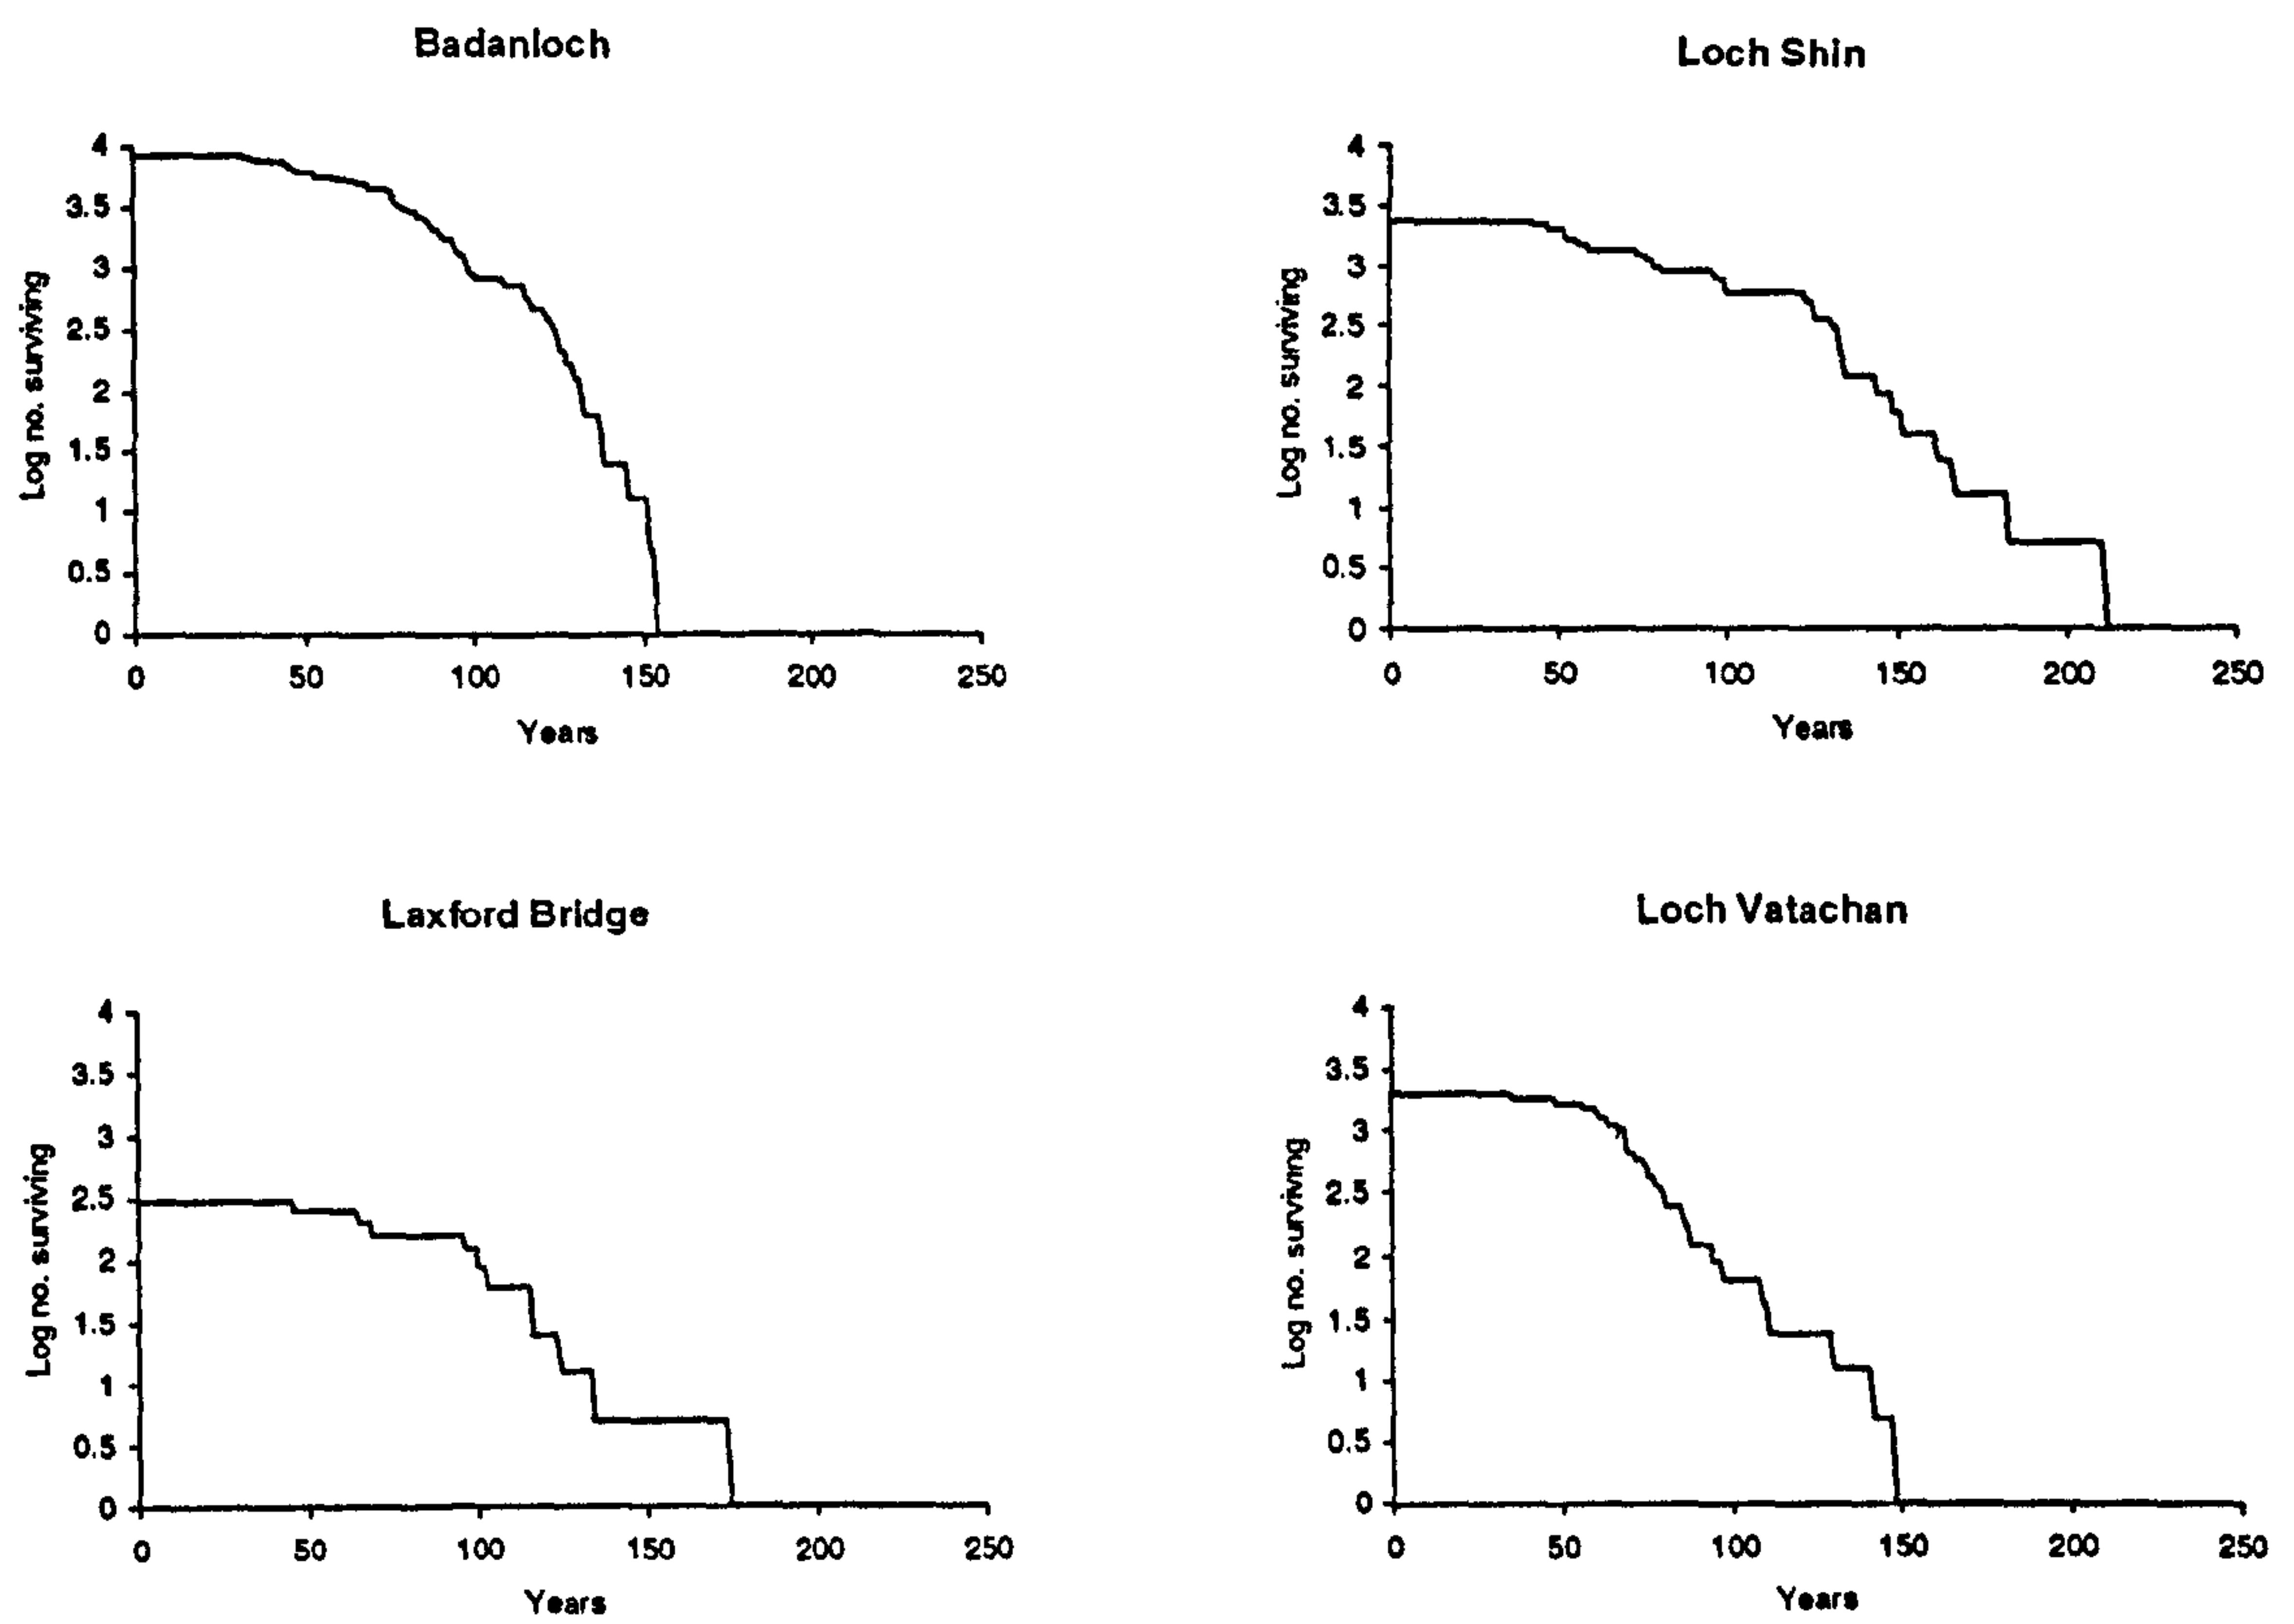 Badanloch
4
3.5
3
2.5
2
1.5
1
0.5
0
Log no. surviving
0 50 100 150 200 250
Years
Loch Shin
4
3.5
3
2.5
2
1.5
1
0.5
0
Log no. surviving
0 50 100 150 200 250
Years
Laxford Bridge
4
3.5
3
2.5
2
1.5
1
0.5
0
Log no. surviving
0 50 100 150 200 250
Years
Loch Vatachan
4
3.5
3
2.5
2
1.5
1
0.5
0
Log no. surviving
0 50 100 150 200 250
Years